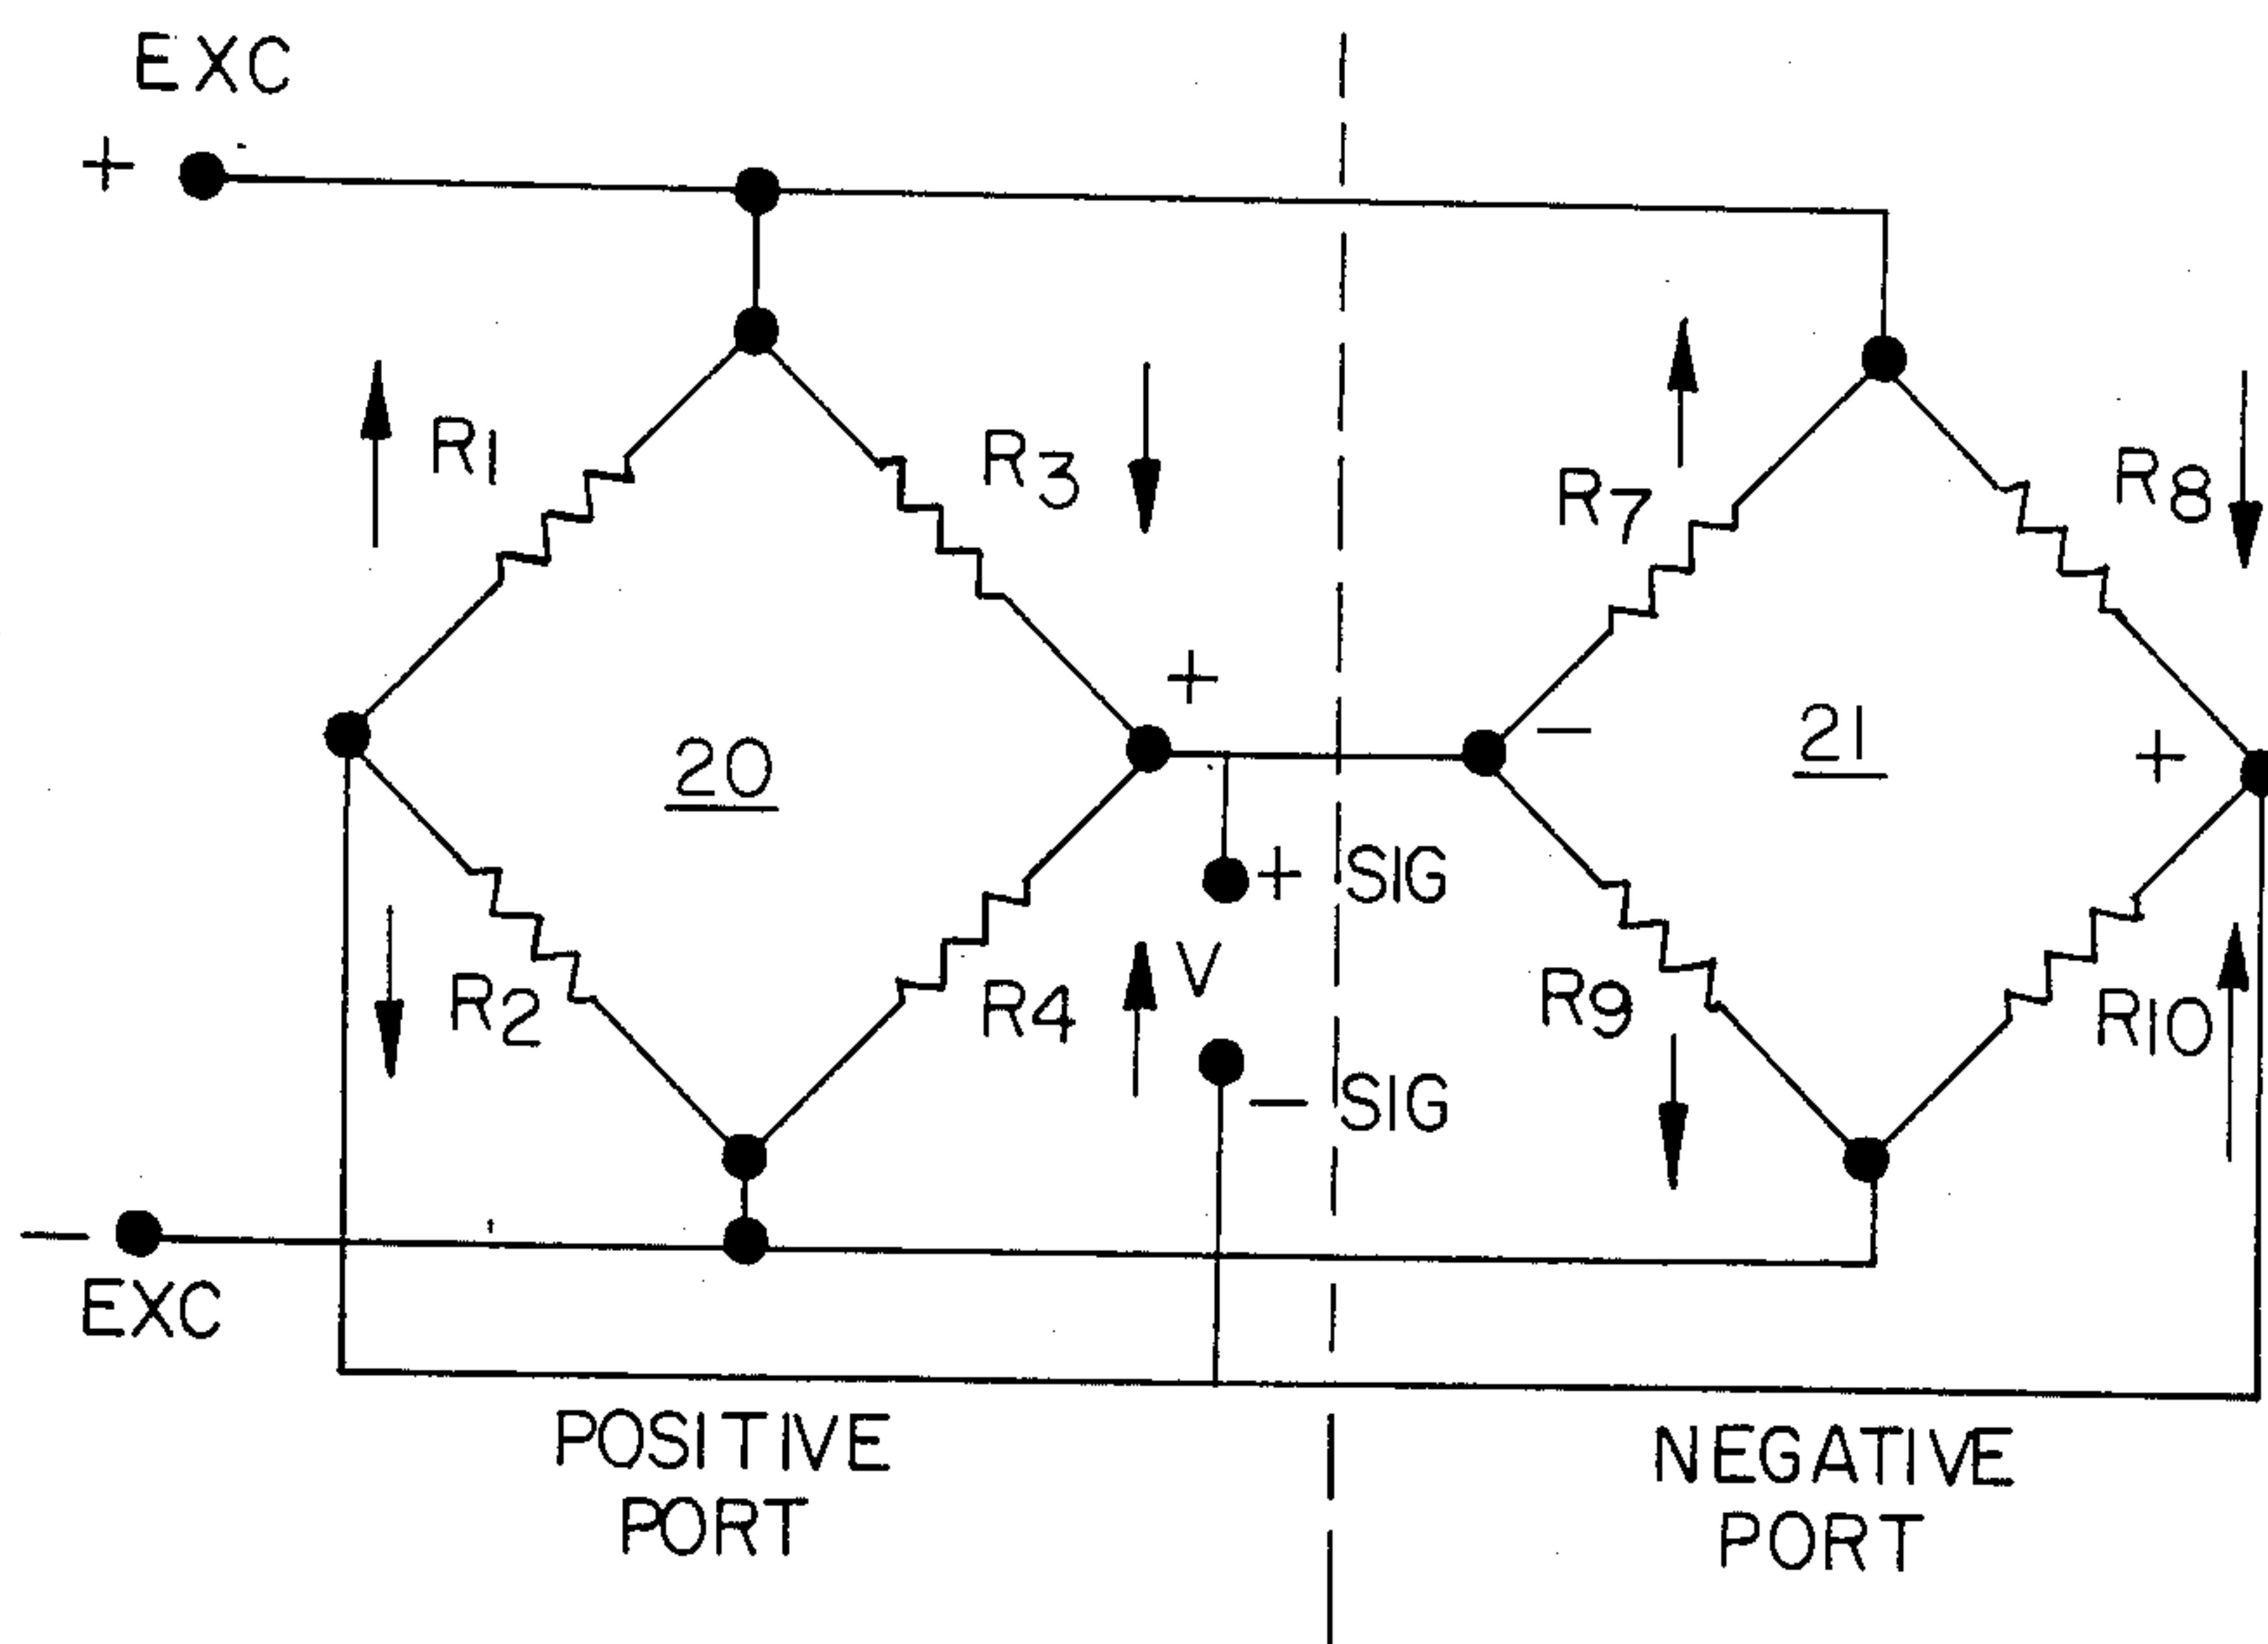 EXC
+
R1
R3
R7
R8
+
20
-
21
+
+ SIG
V
R2
R4
R9
R10
- SIG
-
EXC
POSITIVE
PORT
NEGATIVE
PORT